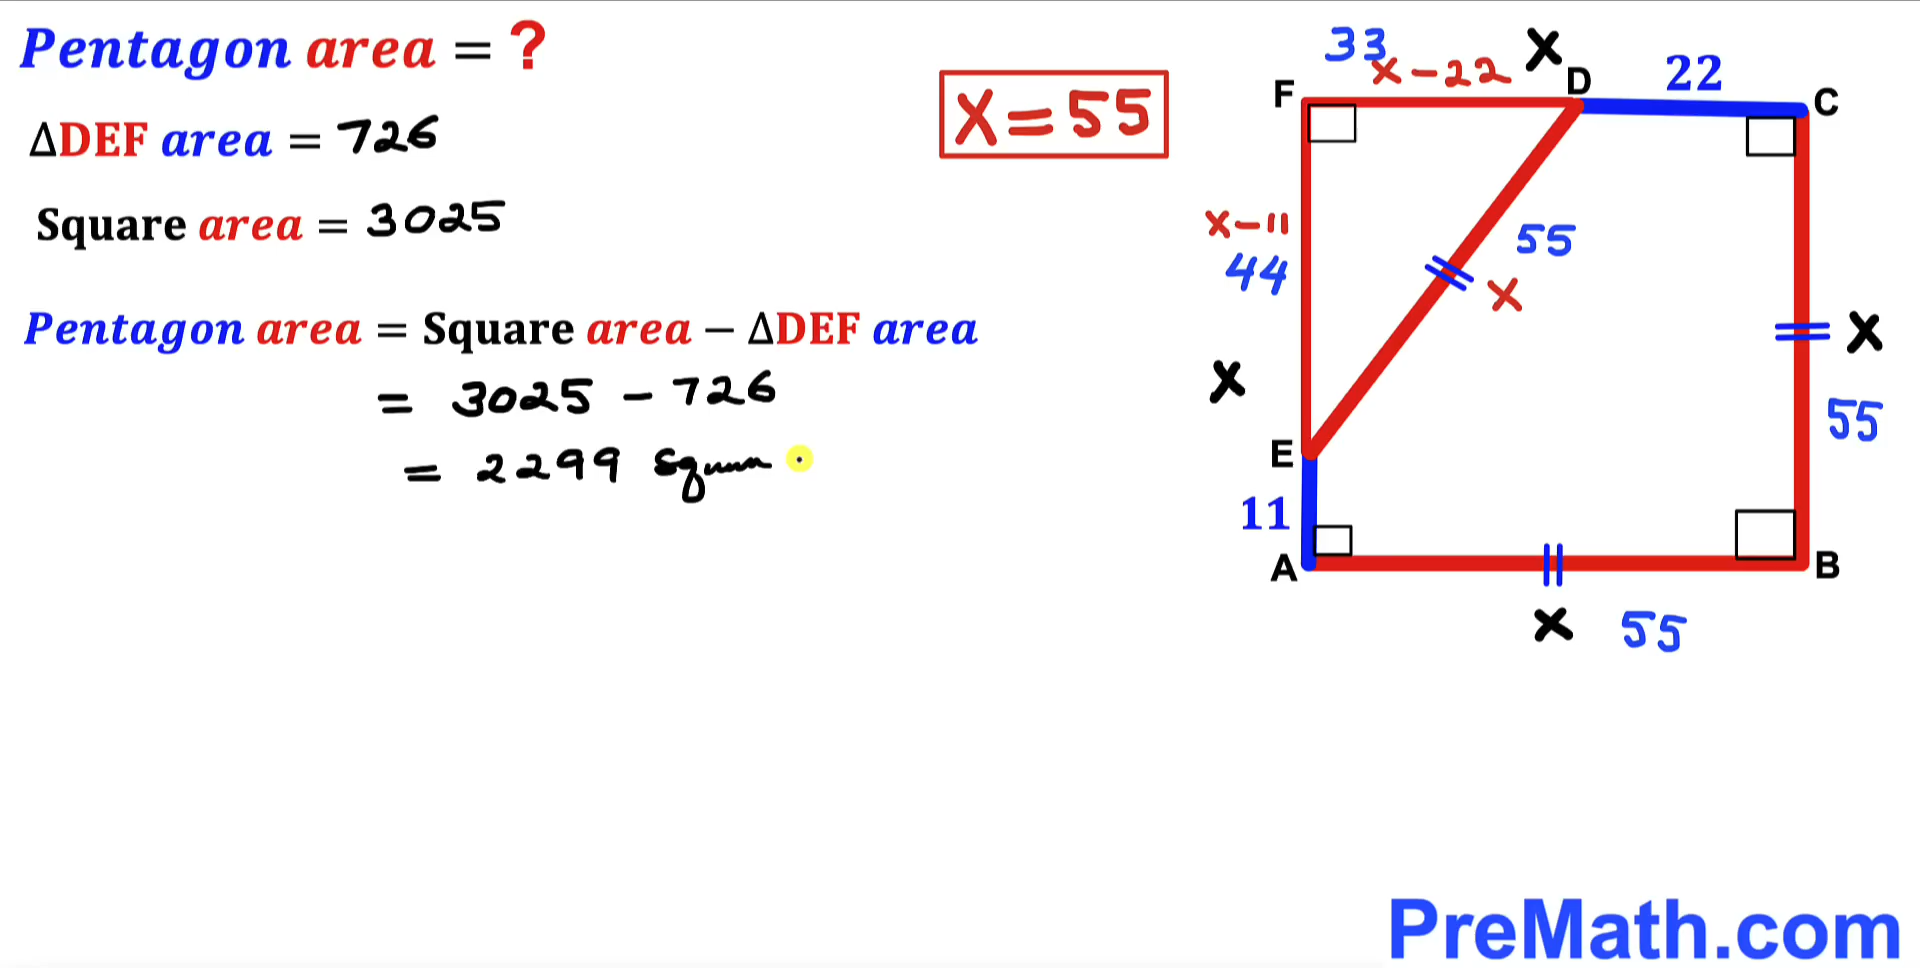 Pentagon area = ?
ΔDEF area = 726
Square area = 3025
Pentagon area = Square area − ΔDEF area
= 3025 − 726
= 2299 square
X=55
33
x−22
X
D
22
F
C
x−11
44
55
X
X
X
55
E
11
A
B
X 55
PreMath.com